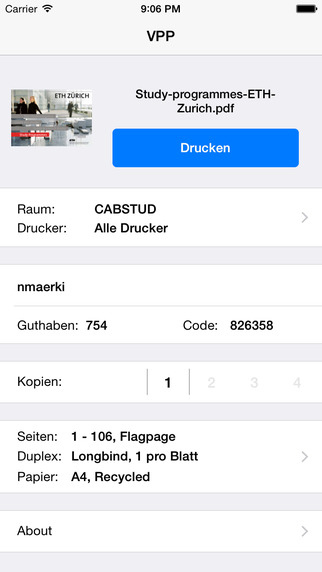 Carrier 9:06 PM
VPP
ETH ZÜRICH
Study-programmes-ETH-
Zurich.pdf
Drucken
Raum: CABSTUD
Drucker: Alle Drucker
nmaerki
Guthaben: 754 Code: 826358
Kopien: 1 2 3 4
Seiten: 1 - 106, Flagpage
Duplex: Longbind, 1 pro Blatt
Papier: A4, Recycled
About